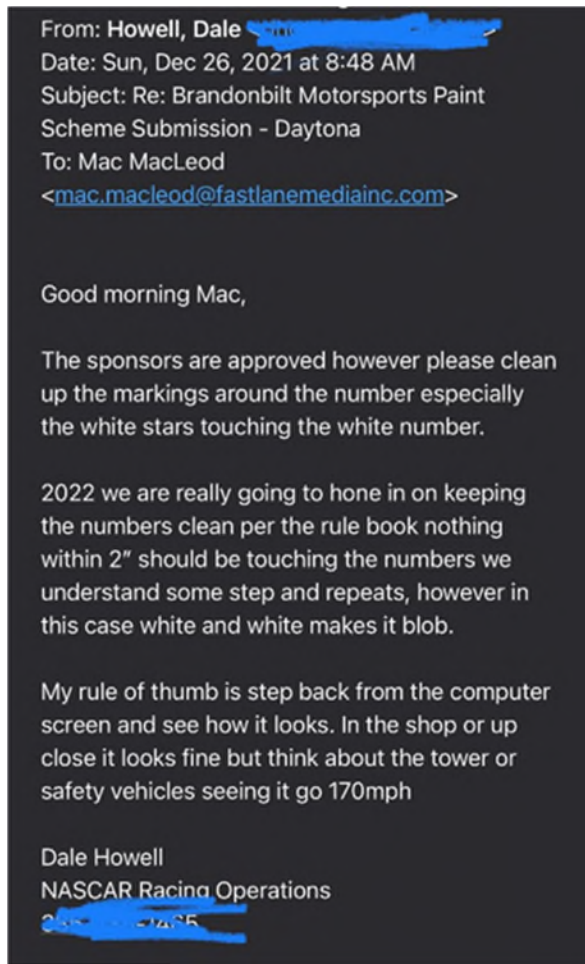 From: Howell, Dale
Date: Sun, Dec 26, 2021 at 8:48 AM
Subject: Re: Brandonbilt Motorsports Paint
Scheme Submission - Daytona
To: Mac MacLeod
<mac.macleod@fastlanemediainc.com>
Good morning Mac,
The sponsors are approved however please clean
up the markings around the number especially
the white stars touching the white number.
2022 we are really going to hone in on keeping
the numbers clean per the rule book nothing
within 2” should be touching the numbers we
understand some step and repeats, however in
this case white and white makes it blob.
My rule of thumb is step back from the computer
screen and see how it looks. In the shop or up
close it looks fine but think about the tower or
safety vehicles seeing it go 170mph
Dale Howell
NASCAR Racing Operations